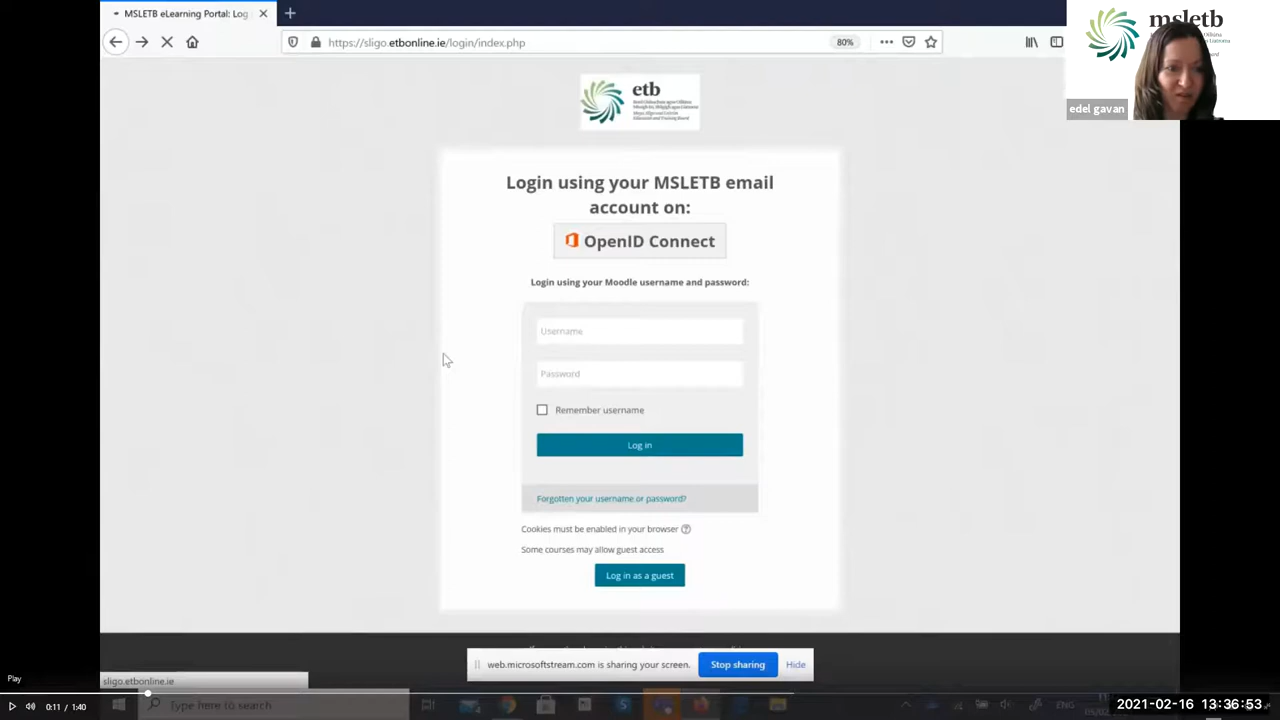 MSLETB eLearning Portal: Log
msletb
https://sligo.etbonline.ie/login/index.php
80%
edel gavan
etb
Login using your MSLETB email
account on:
OpenID Connect
Login using your Moodle username and password:
Username
Password
Remember username
Log in
Forgotten your username or password?
Cookies must be enabled in your browser
Some courses may allow guest access
Log in as a guest
web.microsoftstream.com is sharing your screen.
Stop sharing
Hide
Play
sligo.etbonline.ie
0:11 / 1:40
Type here to search
ENG
2021-02-16 13:36:53